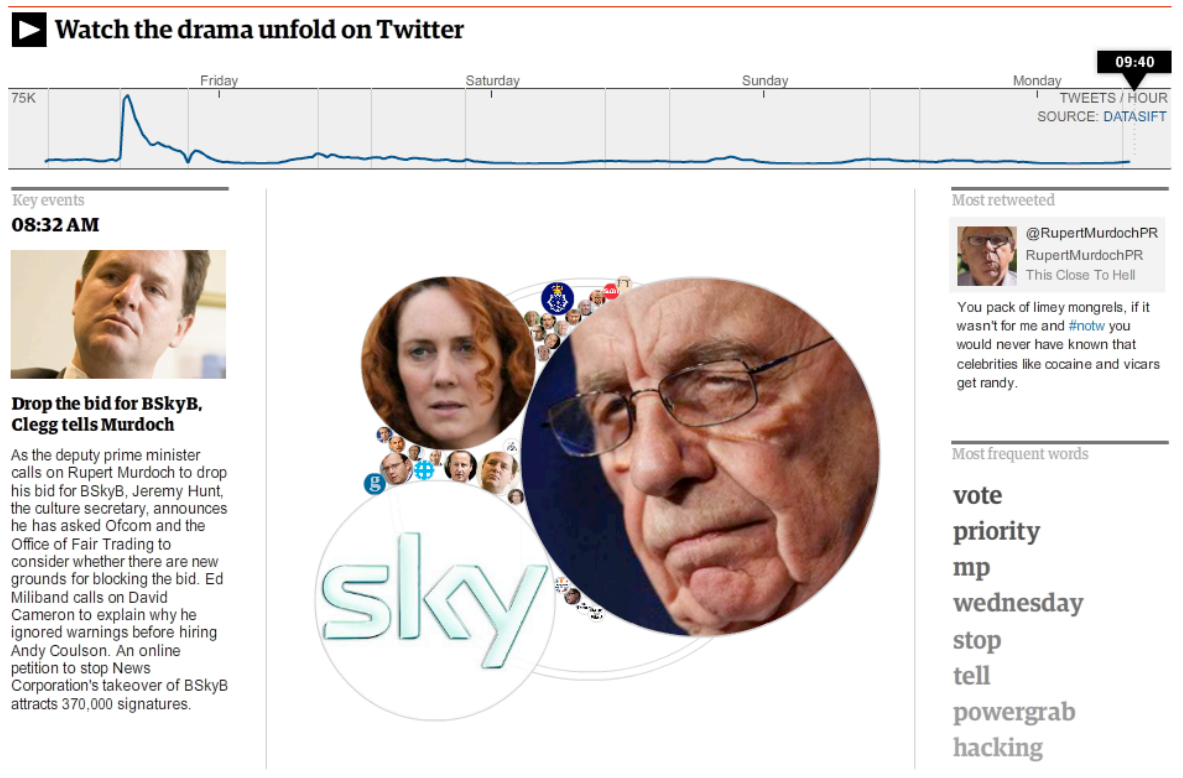 Watch the drama unfold on Twitter
09:40
Friday
Saturday
Sunday
Monday
75K
TWEETS / HOUR
SOURCE: DATASIFT
Key events
08:32 AM
Drop the bid for BSkyB,
Clegg tells Murdoch
As the deputy prime minister
calls on Rupert Murdoch to drop
his bid for BSkyB, Jeremy Hunt,
the culture secretary, announces
he has asked Ofcom and the
Office of Fair Trading to
consider whether there are new
grounds for blocking the bid. Ed
Miliband calls on David
Cameron to explain why he
ignored warnings before hiring
Andy Coulson. An online
petition to stop News
Corporation's takeover of BSkyB
attracts 370,000 signatures.
g
sky
Most retweeted
@RupertMurdochPR
RupertMurdochPR
This Close To Hell
You pack of limey mongrels, if it
wasn't for me and #notw you
would never have known that
celebrities like cocaine and vicars
get randy.
Most frequent words
vote
priority
mp
wednesday
stop
tell
powergrab
hacking